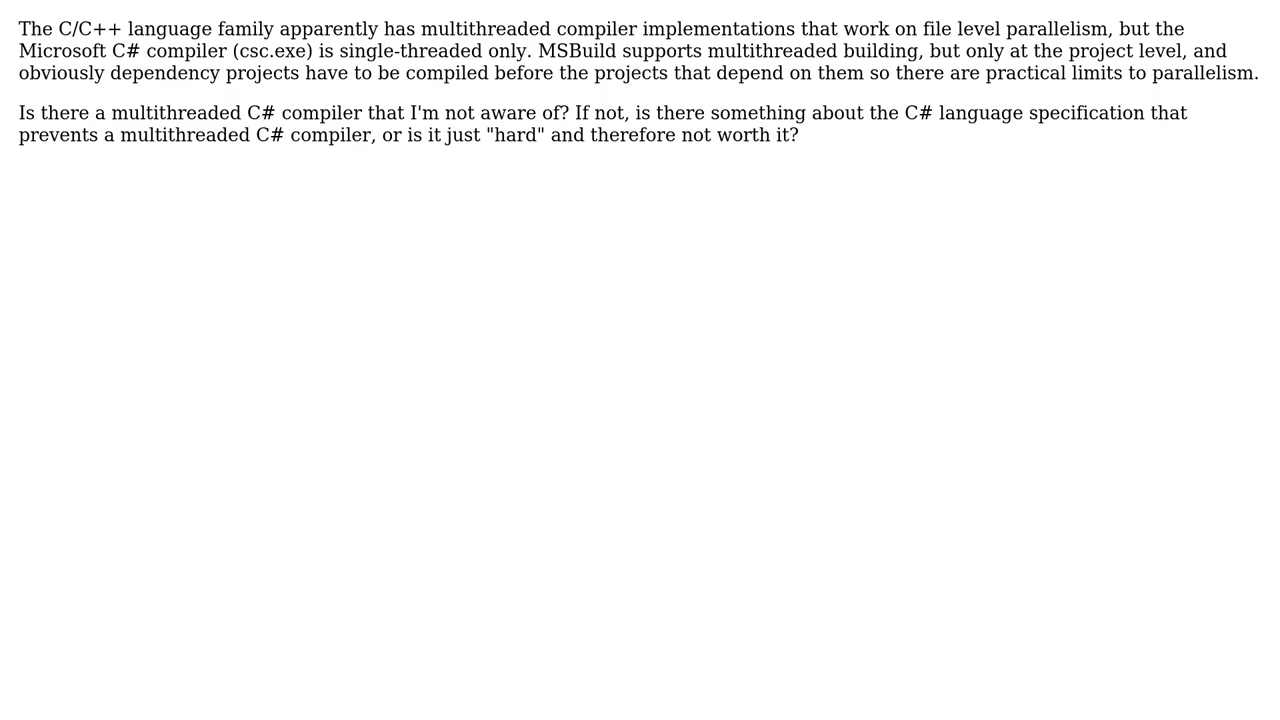 The C/C++ language family apparently has multithreaded compiler implementations that work on file level parallelism, but the
Microsoft C# compiler (csc.exe) is single-threaded only. MSBuild supports multithreaded building, but only at the project level, and
obviously dependency projects have to be compiled before the projects that depend on them so there are practical limits to parallelism.
Is there a multithreaded C# compiler that I'm not aware of? If not, is there something about the C# language specification that
prevents a multithreaded C# compiler, or is it just "hard" and therefore not worth it?